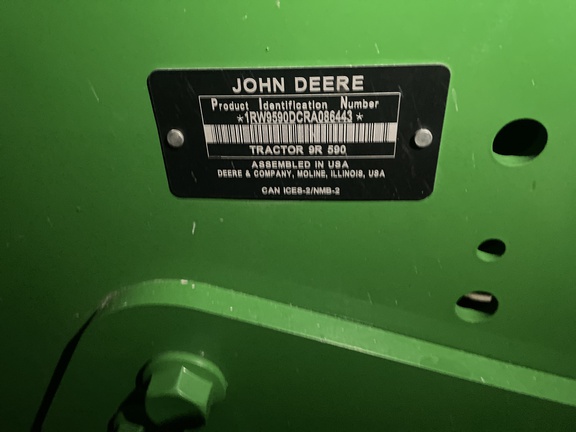 JOHN DEERE
Product Identification Number
*1RW9590DCRA086443*
TRACTOR 9R 590
ASSEMBLED IN USA
DEERE & COMPANY, MOLINE, ILLINOIS, USA
CAN ICES-2/NMB-2